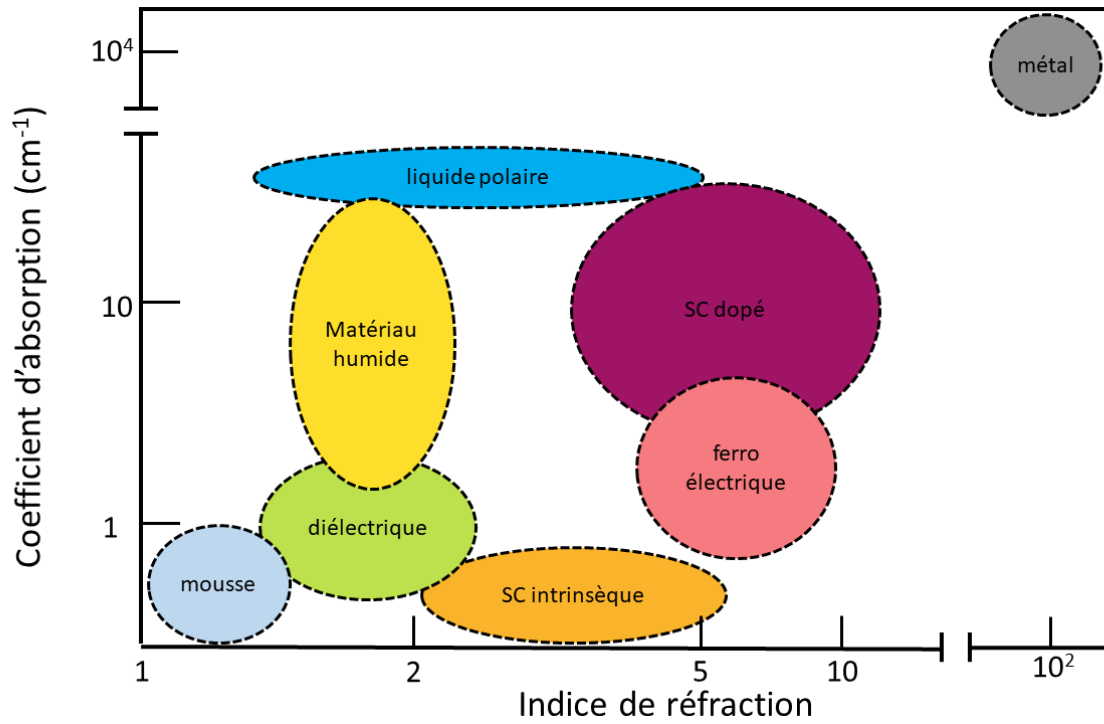 10⁴
métal
liquide polaire
10
SC dopé
Matériau
humide
ferro
électrique
1
diélectrique
mousse
SC intrinsèque
Coefficient d'absorption (cm⁻¹)
1
2
5
10
10²
Indice de réfraction